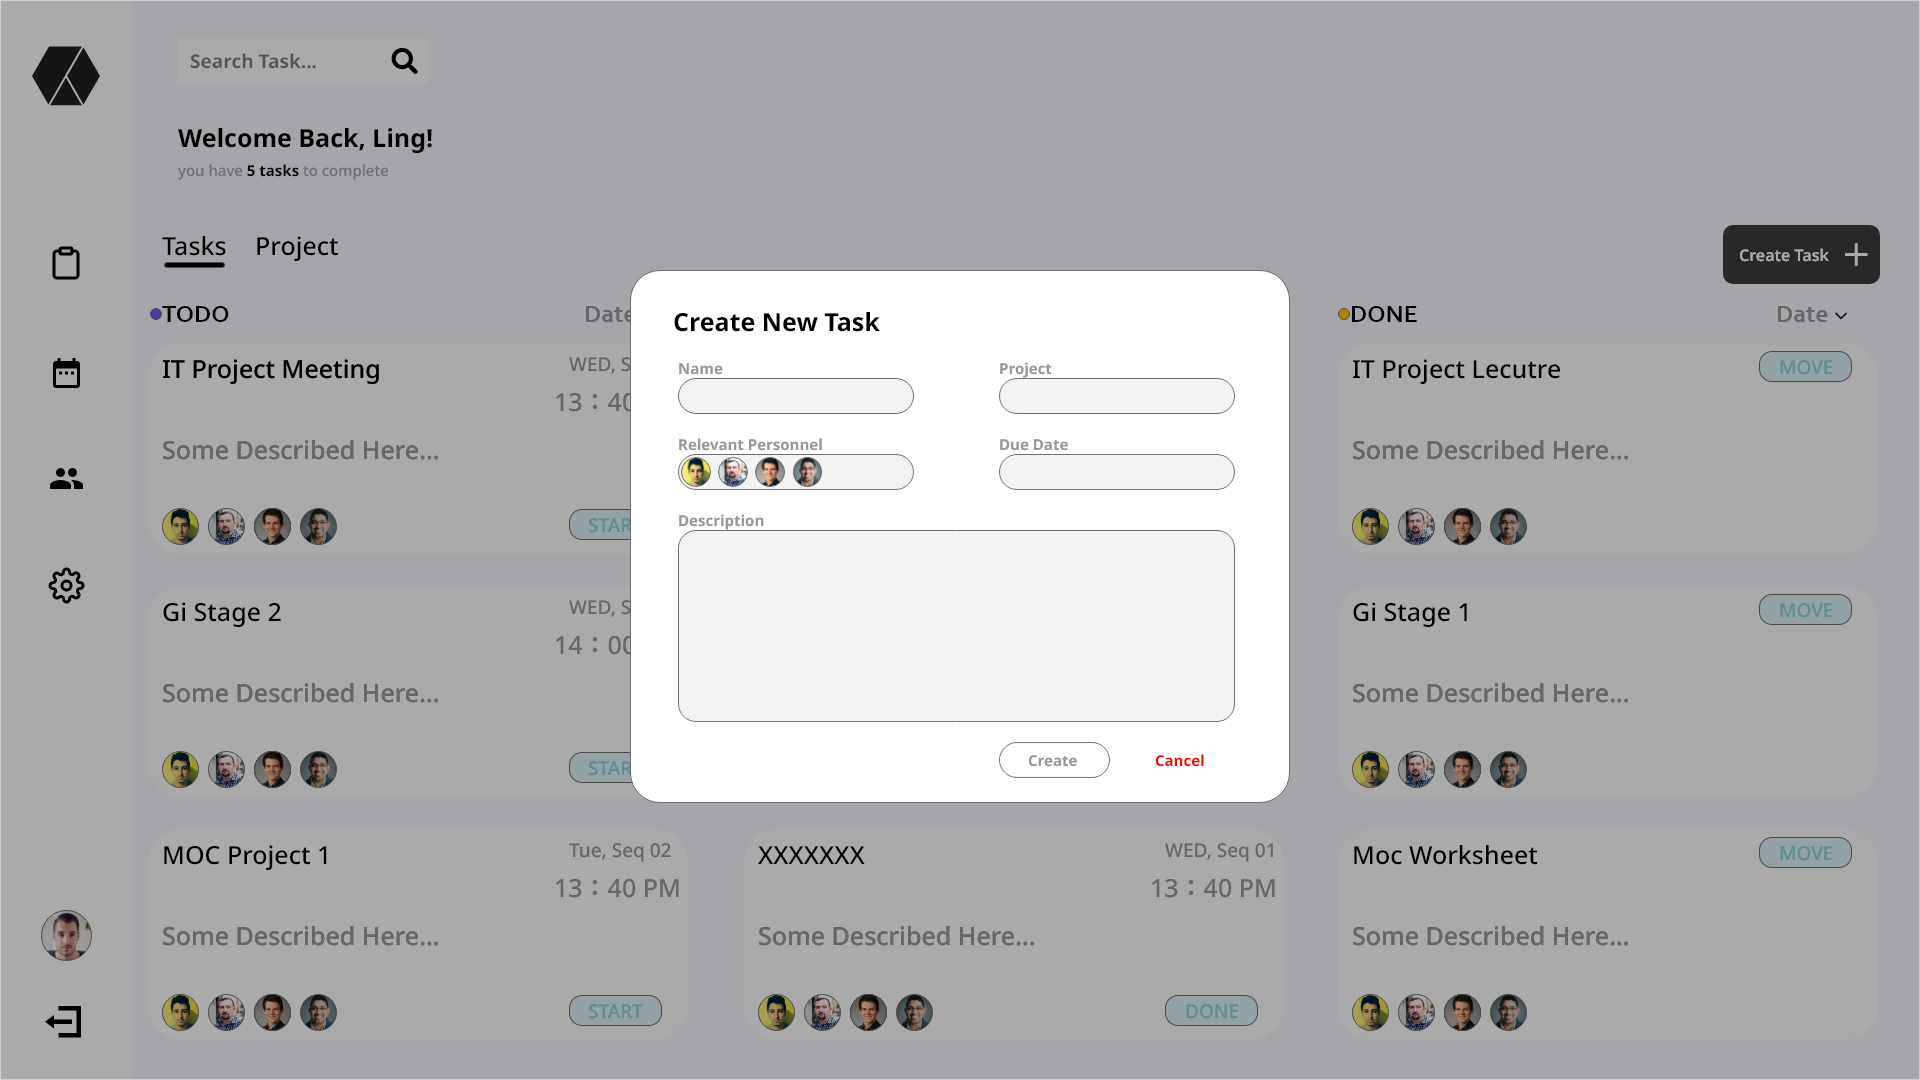 Search Task...
Welcome Back, Ling!
you have 5 tasks to complete
Tasks
Project
Create Task
TODO
Date
IT Project Meeting
WED, S
13 : 40
Some Described Here...
STAR
Gi Stage 2
WED, S
14 : 00
Some Described Here...
STAR
MOC Project 1
Tue, Seq 02
13 : 40 PM
Some Described Here...
START
Create New Task
Name
Project
Relevant Personnel
Due Date
Description
Create
Cancel
XXXXXXX
WED, Seq 01
13 : 40 PM
Some Described Here...
DONE
DONE
Date
IT Project Lecutre
MOVE
Some Described Here...
Gi Stage 1
MOVE
Some Described Here...
Moc Worksheet
MOVE
Some Described Here...